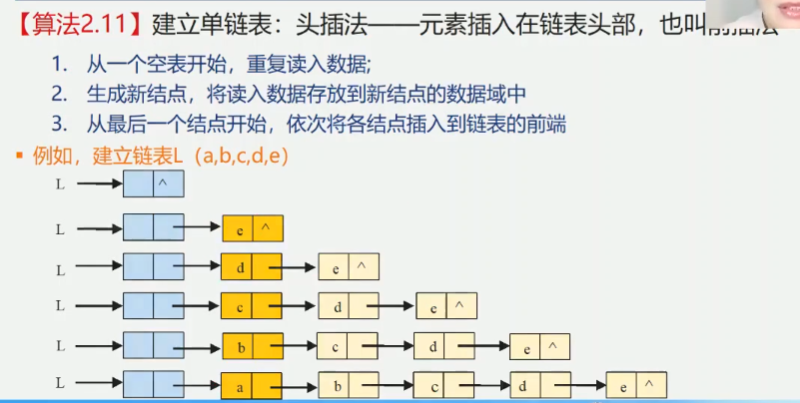 【算法2.11】建立单链表：头插法——元素插入在链表头部，也叫前插法
1. 从一个空表开始，重复读入数据;
2. 生成新结点，将读入数据存放到新结点的数据域中
3. 从最后一个结点开始，依次将各结点插入到链表的前端
▪ 例如，建立链表L（a,b,c,d,e）
L ^
L e ^
L d e ^
L c d e ^
L b c d e ^
L a b c d e ^